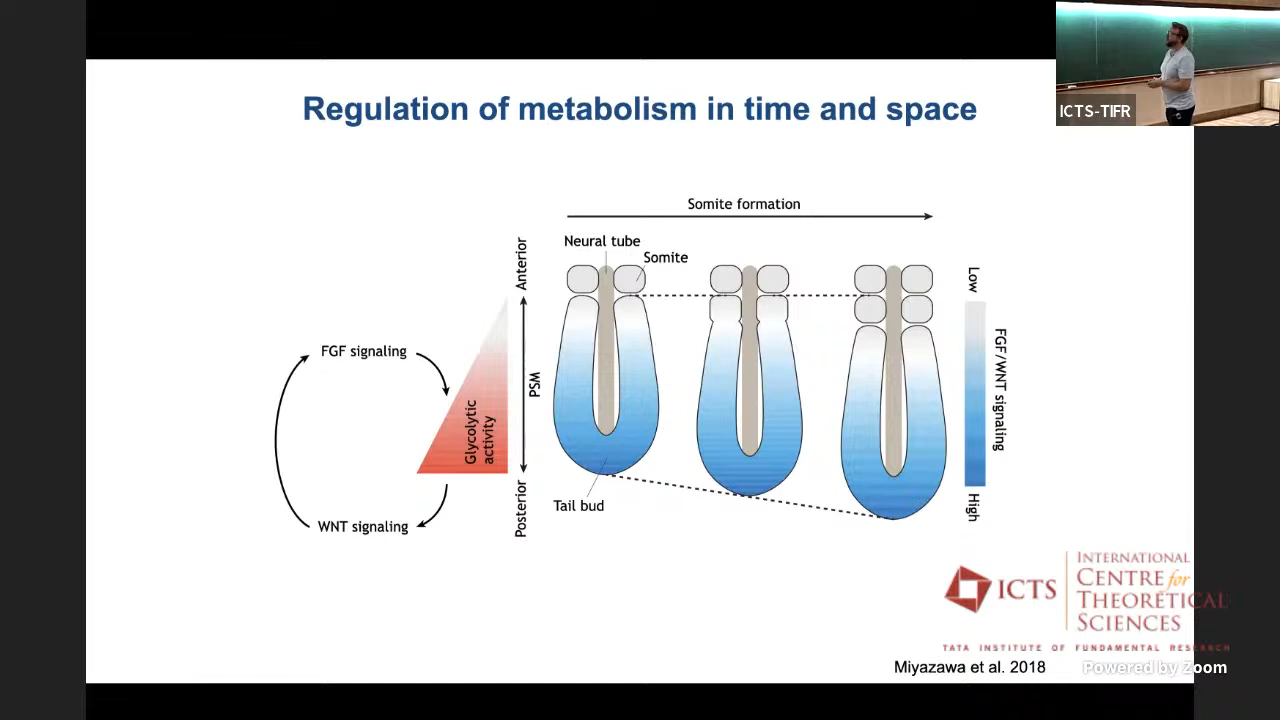 ICTS-TIFR
Regulation of metabolism in time and space
Somite formation
Neural tube
Somite
Anterior
PSM
Posterior
FGF signaling
Glycolytic
activity
WNT signaling
Tail bud
Low
FGF/WNT signaling
High
ICTS
INTERNATIONAL
CENTRE for
THEORETICAL
SCIENCES
TATA INSTITUTE OF FUNDAMENTAL RESEARCH
Miyazawa et al. 2018
Powered by Zoom